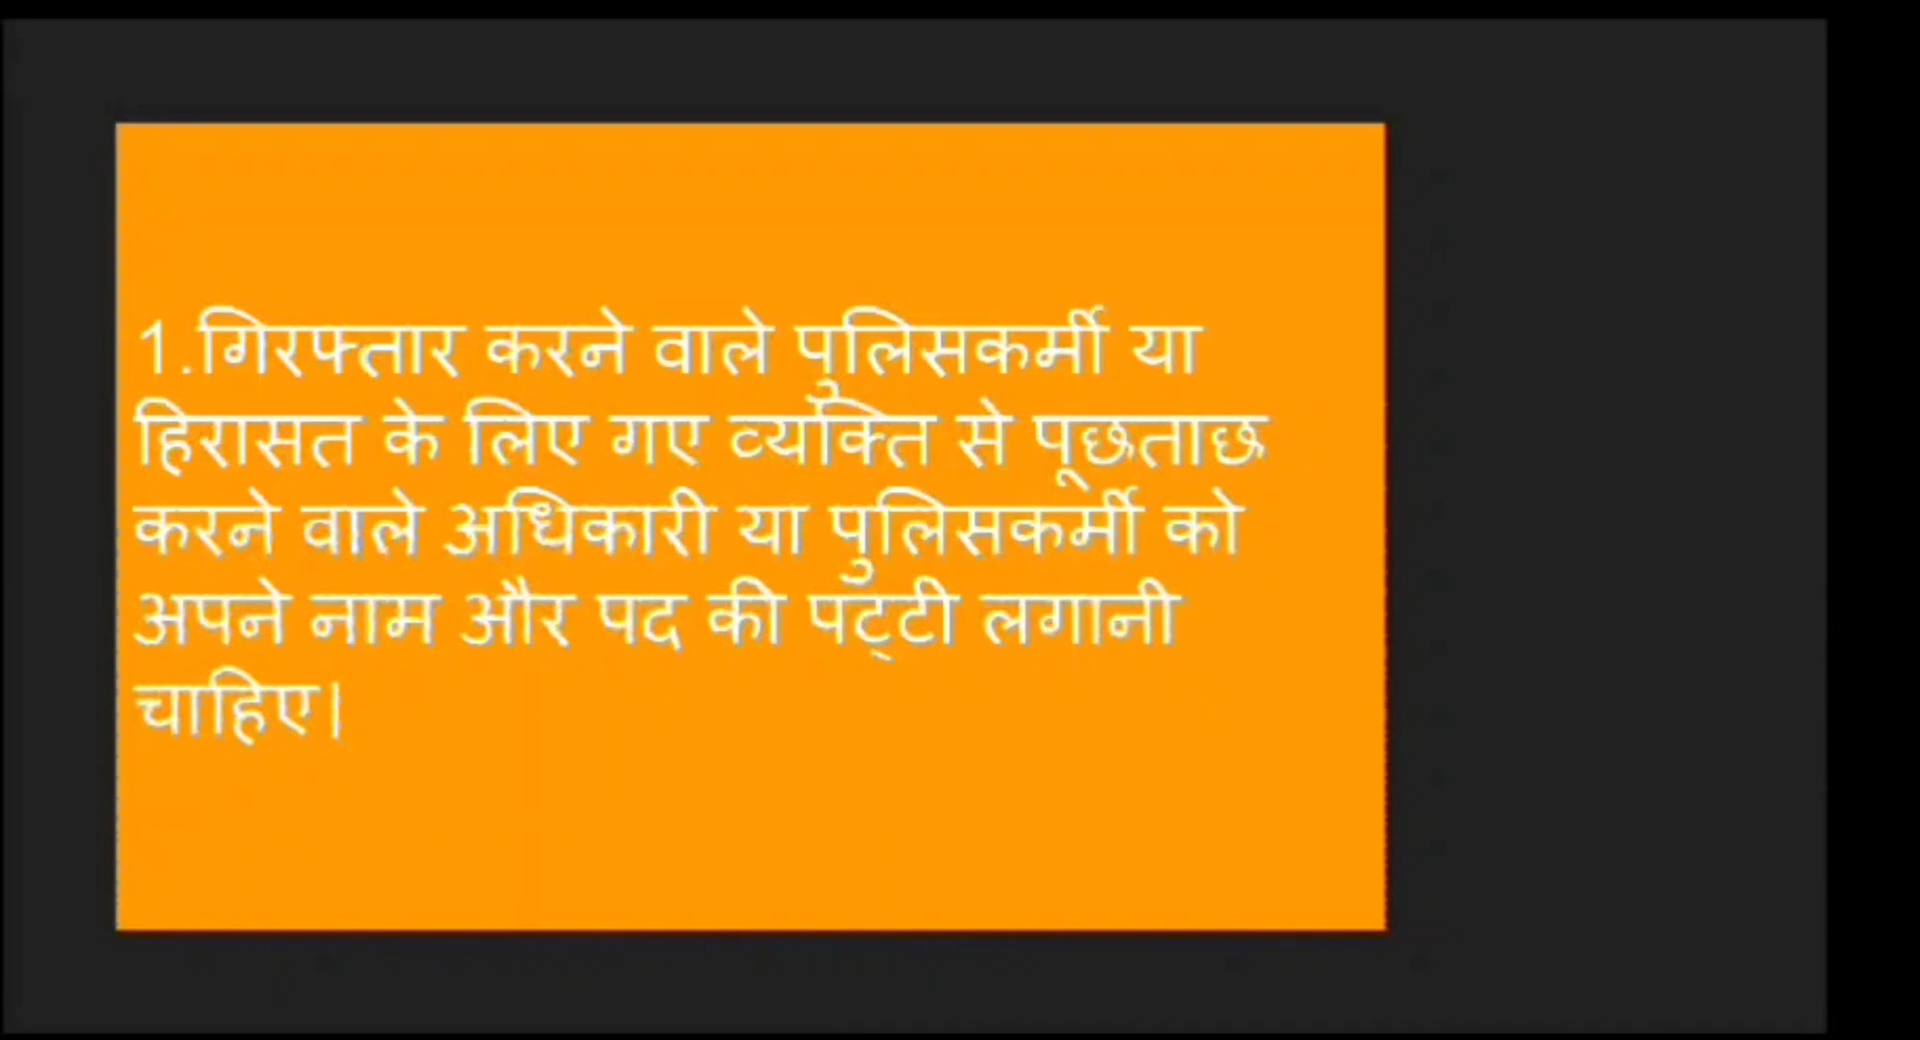 1.गिरफ्तार करने वाले पुलिसकर्मी या
हिरासत के लिए गए व्यक्ति से पूछताछ
करने वाले अधिकारी या पुलिसकर्मी को
अपने नाम और पद की पट्टी लगानी
चाहिए।